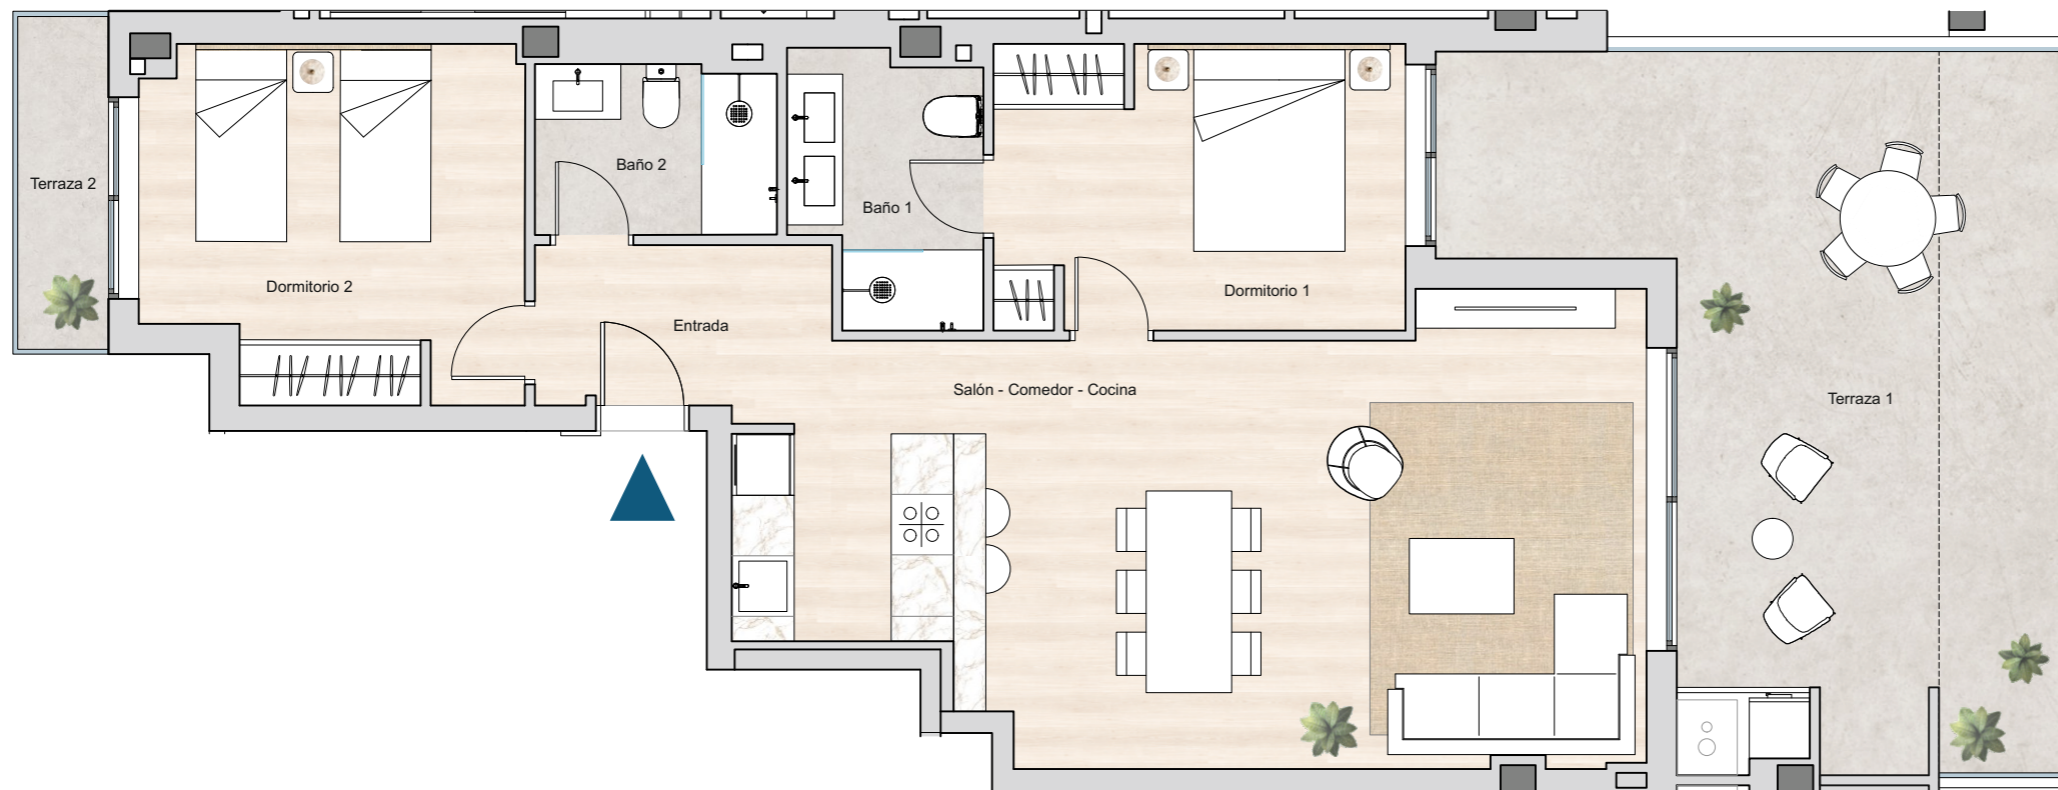 Terraza 2
Baño 2
Baño 1
Dormitorio 2
Dormitorio 1
Entrada
Salón - Comedor - Cocina
Terraza 1